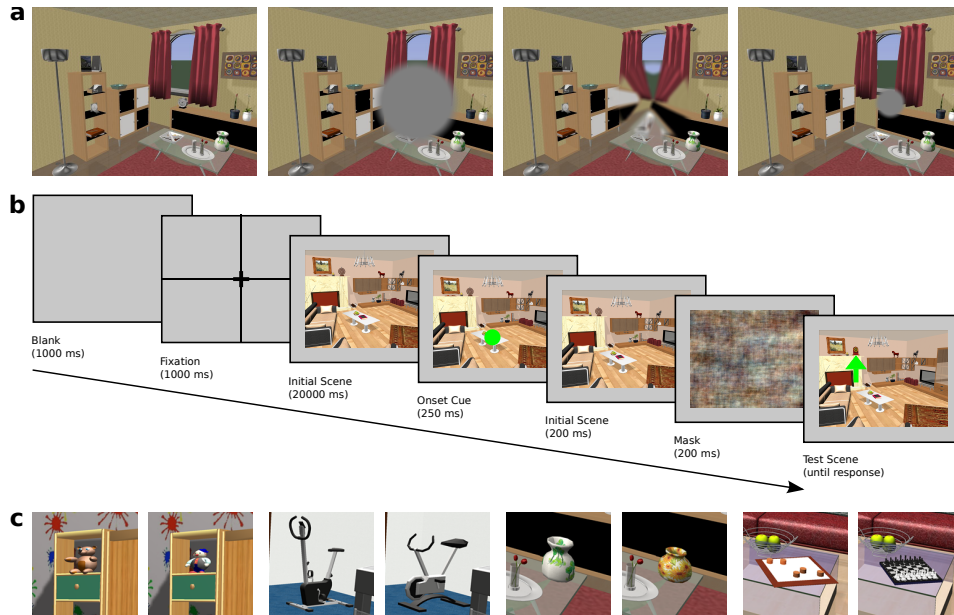 a
b
Blank
(1000 ms)
Fixation
(1000 ms)
Initial Scene
(20000 ms)
Onset Cue
(250 ms)
Initial Scene
(200 ms)
Mask
(200 ms)
Test Scene
(until response)
c